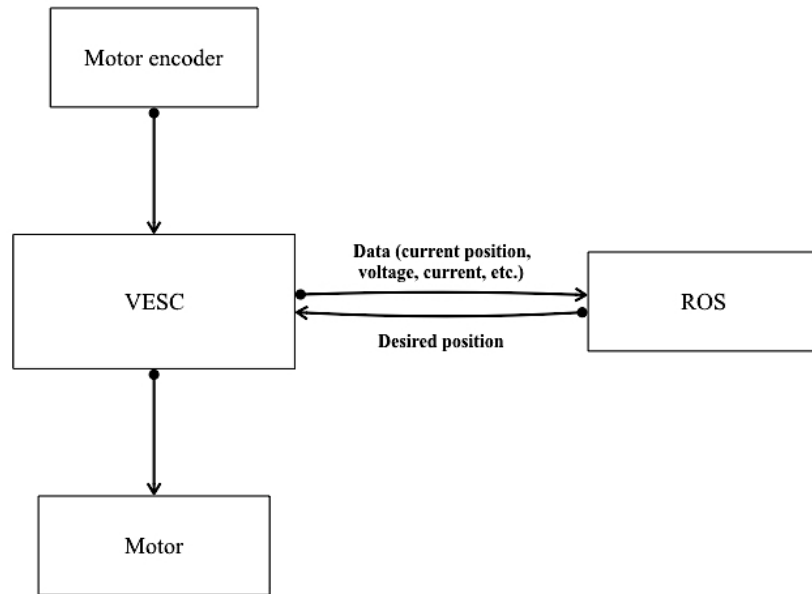 Motor encoder
Data (current position,
voltage, current, etc.)
VESC
ROS
Desired position
Motor